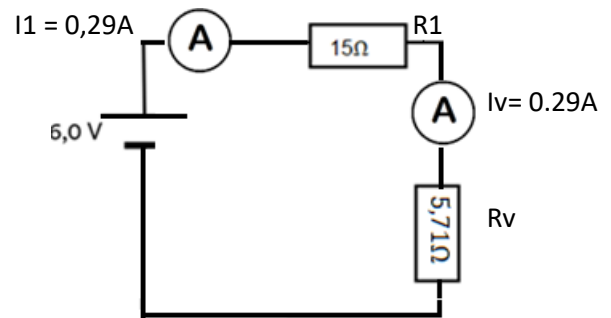 I1 = 0,29A
A
15Ω
R1
A
Iv= 0.29A
6,0 V
5,71Ω
Rv